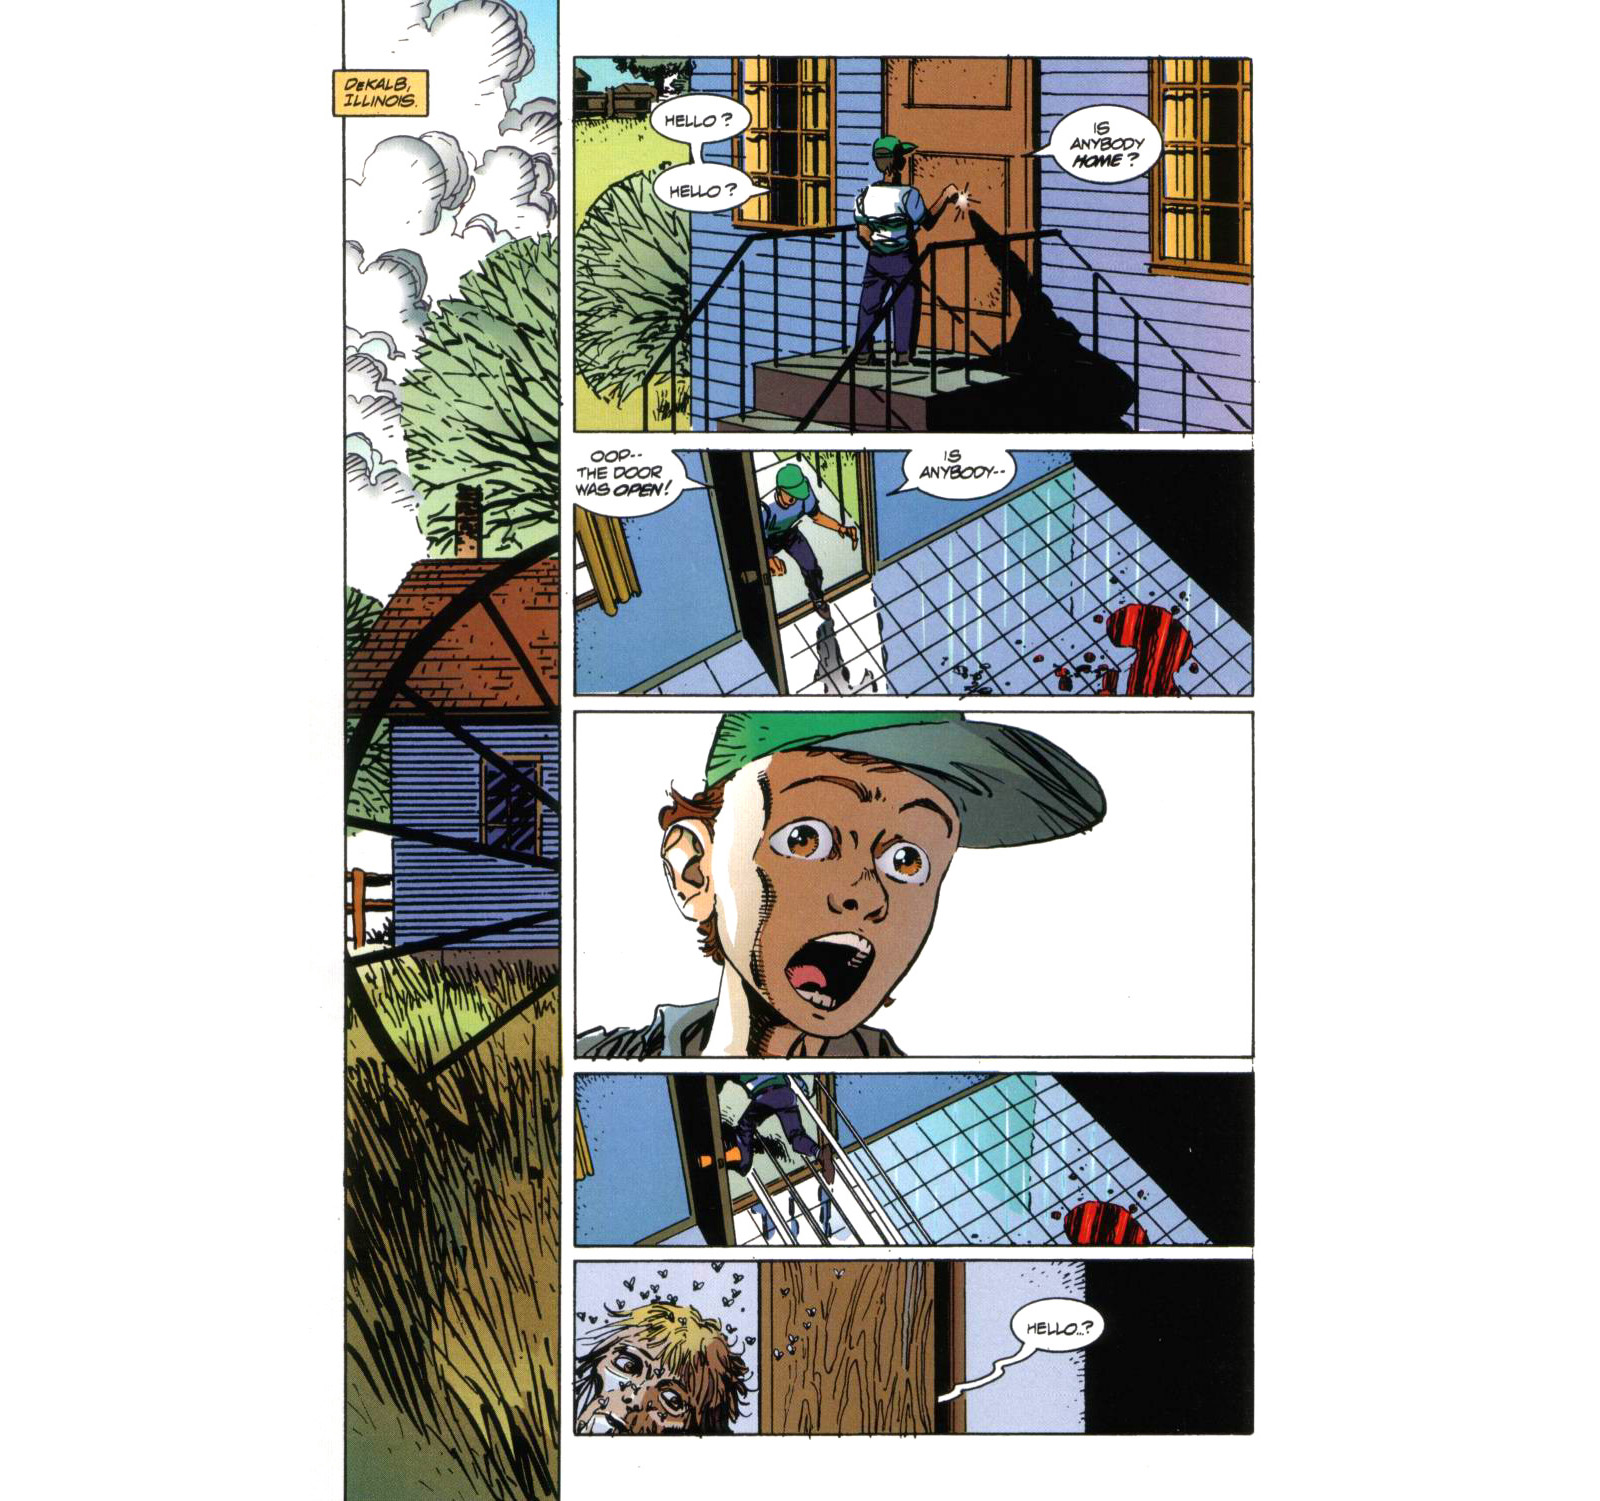 DEKALB,
ILLINOIS.
HELLO?
HELLO?
IS
ANYBODY
HOME?
OOP--
THE DOOR
WAS OPEN!
IS
ANYBODY--
HELLO...?